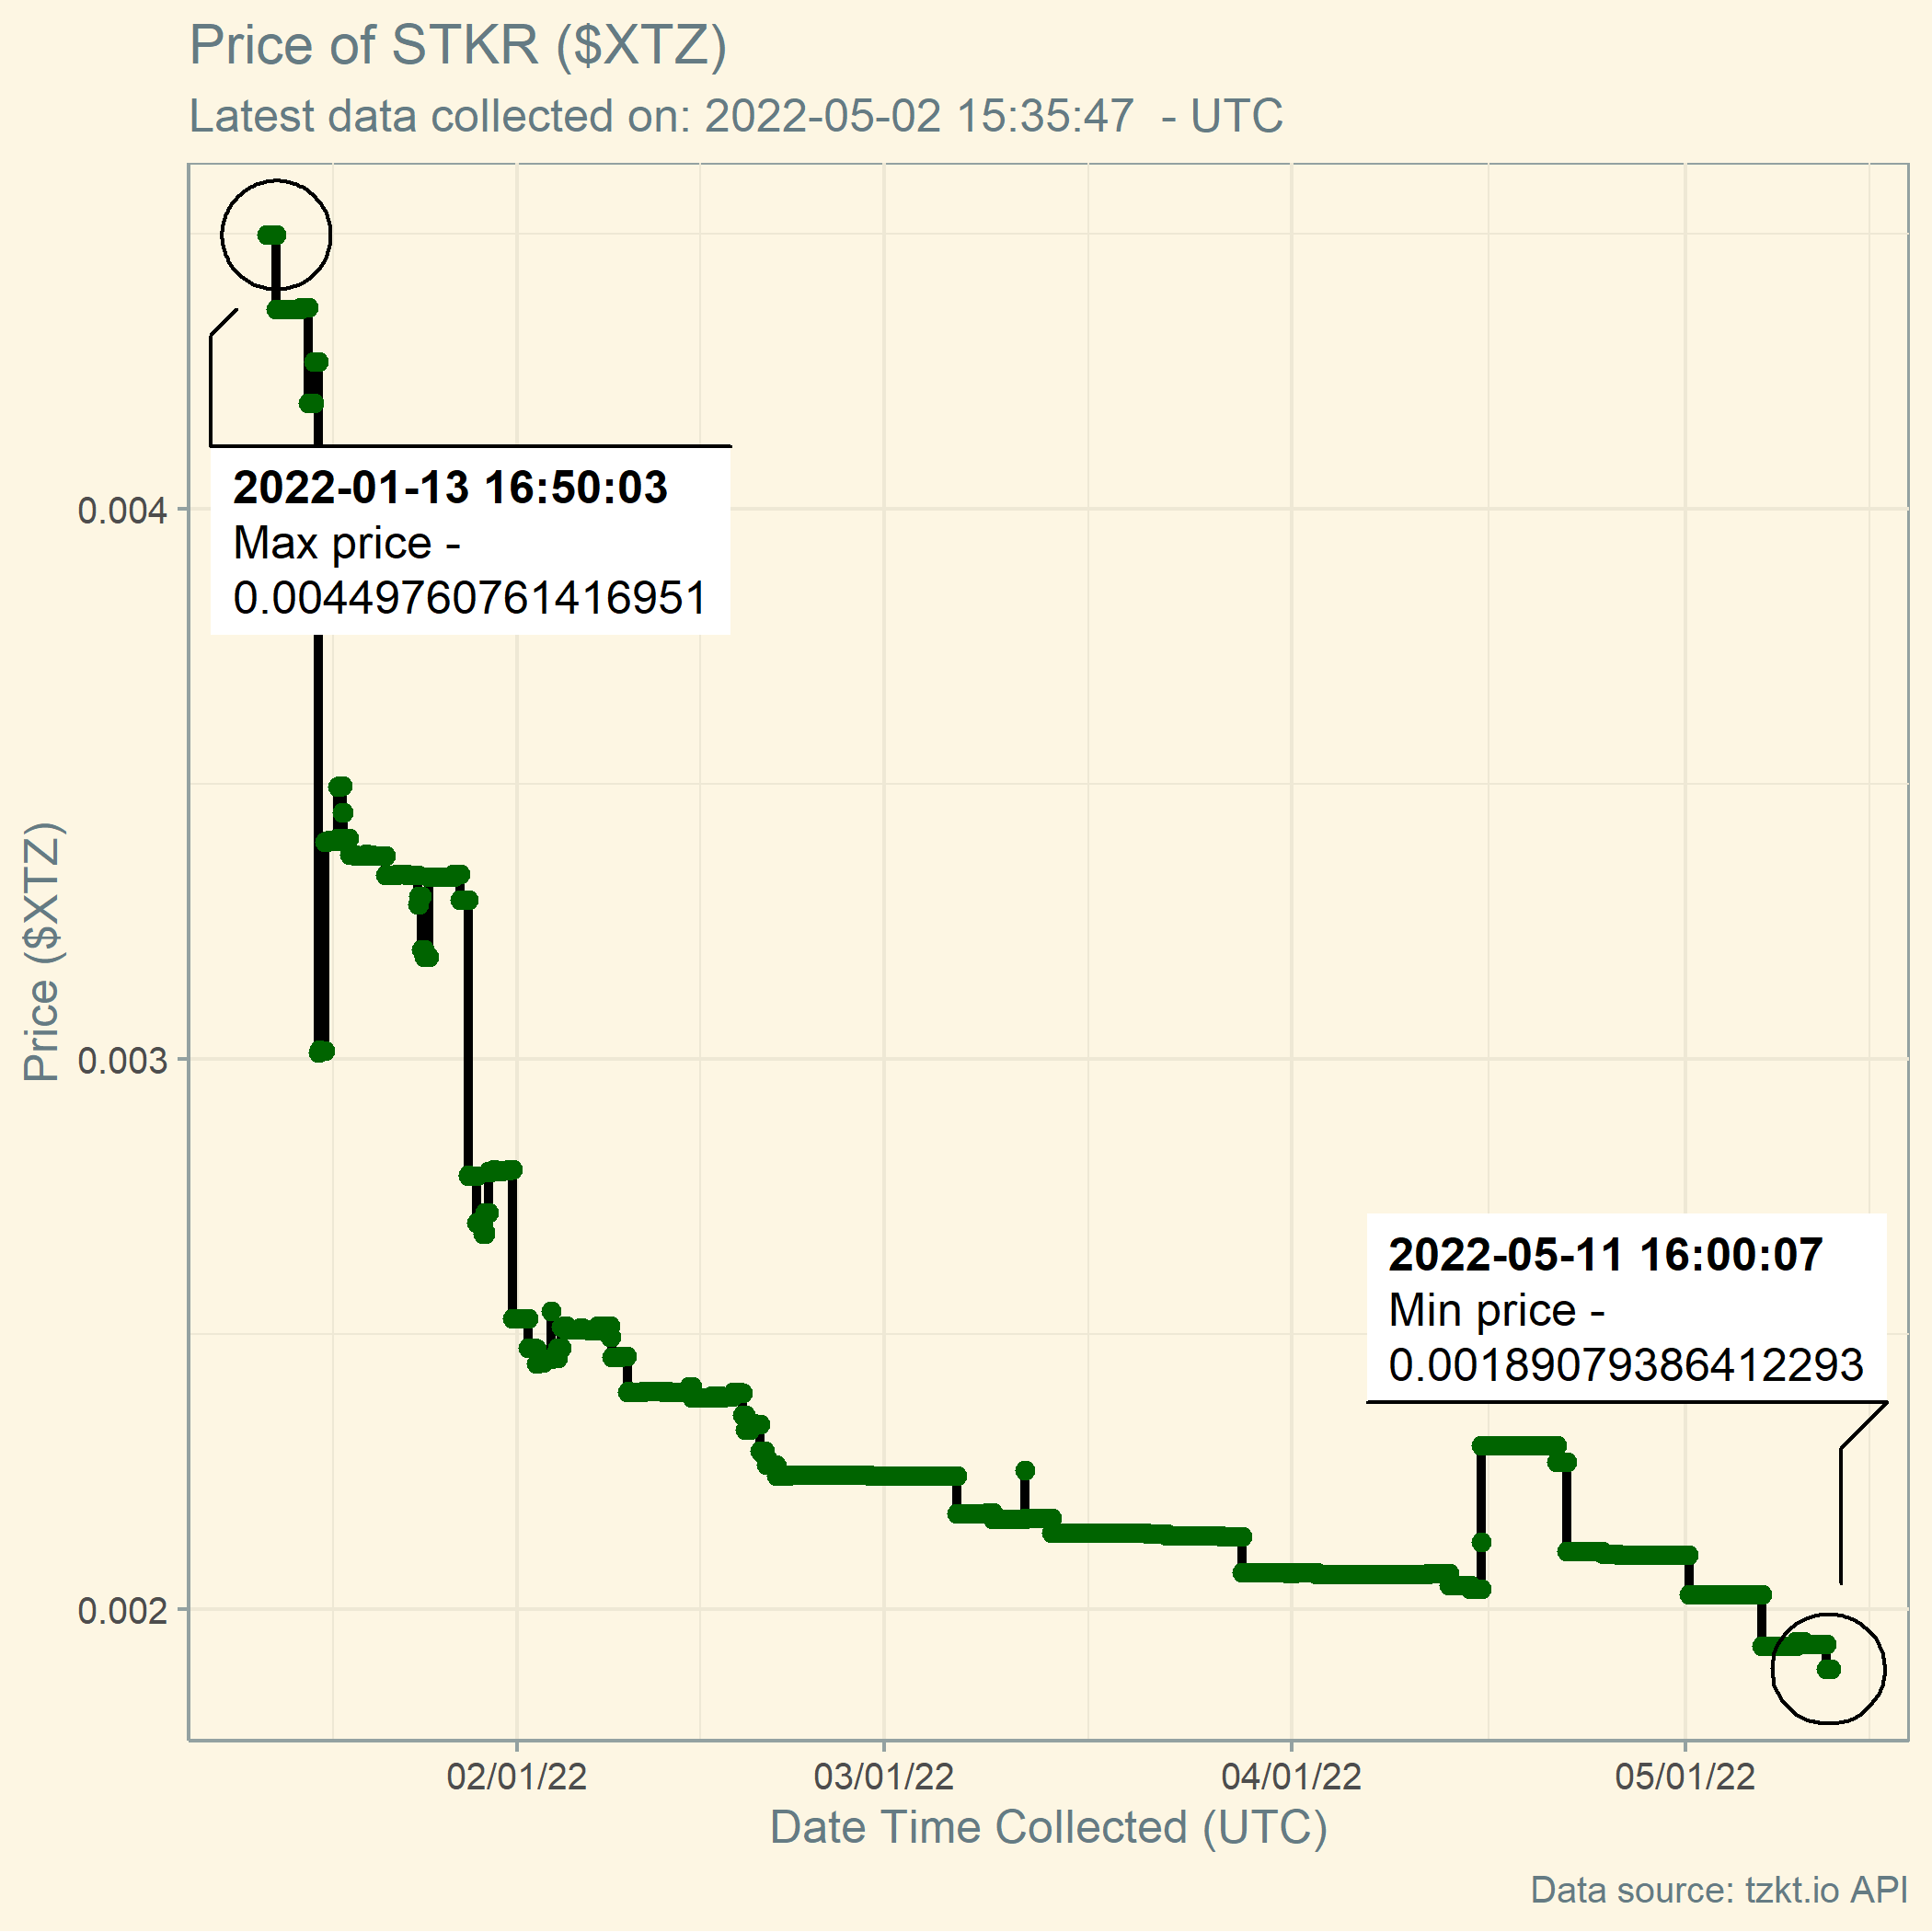 Price of STKR ($XTZ)
Latest data collected on: 2022-05-02 15:35:47  - UTC
2022-01-13 16:50:03
Max price -
0.00449760761416951
0.004
0.003
0.002
Price ($XTZ)
2022-05-11 16:00:07
Min price -
0.00189079386412293
02/01/22
03/01/22
04/01/22
05/01/22
Date Time Collected (UTC)
Data source: tzkt.io API